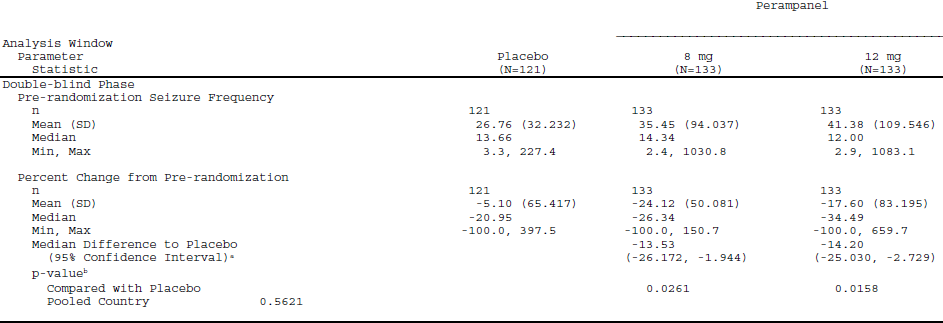 Perampanel
Analysis Window
Parameter Placebo 8 mg 12 mg
Statistic (N=121) (N=133) (N=133)
Double-blind Phase
Pre-randomization Seizure Frequency
n 121 133 133
Mean (SD) 26.76 (32.232) 35.45 (94.037) 41.38 (109.546)
Median 13.66 14.34 12.00
Min, Max 3.3, 227.4 2.4, 1030.8 2.9, 1083.1
Percent Change from Pre-randomization
n 121 133 133
Mean (SD) -5.10 (65.417) -24.12 (50.081) -17.60 (83.195)
Median -20.95 -26.34 -34.49
Min, Max -100.0, 397.5 -100.0, 150.7 -100.0, 659.7
Median Difference to Placebo -13.53 -14.20
(95% Confidence Interval)ᵃ (-26.172, -1.944) (-25.030, -2.729)
p-valueᵇ
Compared with Placebo 0.0261 0.0158
Pooled Country 0.5621